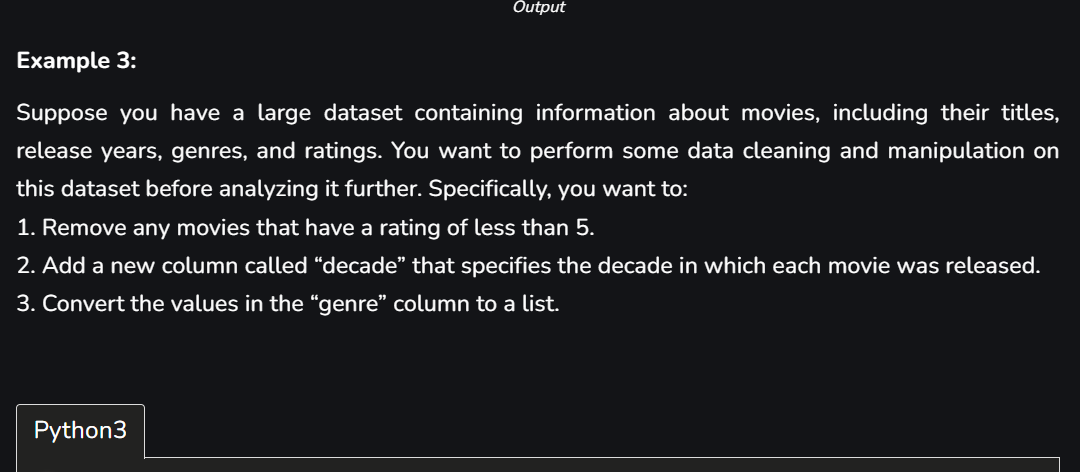 Output
Example 3:
Suppose you have a large dataset containing information about movies, including their titles,
release years, genres, and ratings. You want to perform some data cleaning and manipulation on
this dataset before analyzing it further. Specifically, you want to:
1. Remove any movies that have a rating of less than 5.
2. Add a new column called “decade” that specifies the decade in which each movie was released.
3. Convert the values in the “genre” column to a list.
Python3